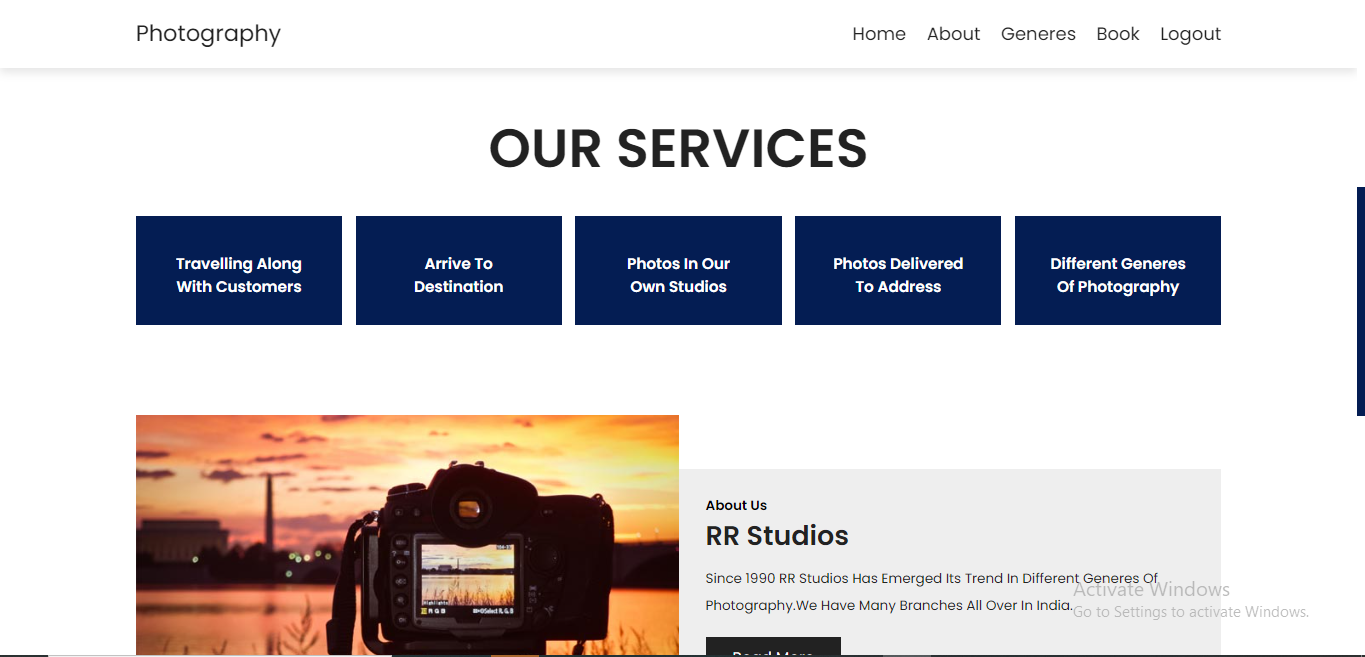 Photography
Home About Generes Book Logout
OUR SERVICES
Travelling Along
With Customers
Arrive To
Destination
Photos In Our
Own Studios
Photos Delivered
To Address
Different Generes
Of Photography
About Us
RR Studios
Since 1990 RR Studios Has Emerged Its Trend In Different Generes Of
Photography.We Have Many Branches All Over In India.
Read More
Activate Windows
Go to Settings to activate Windows.